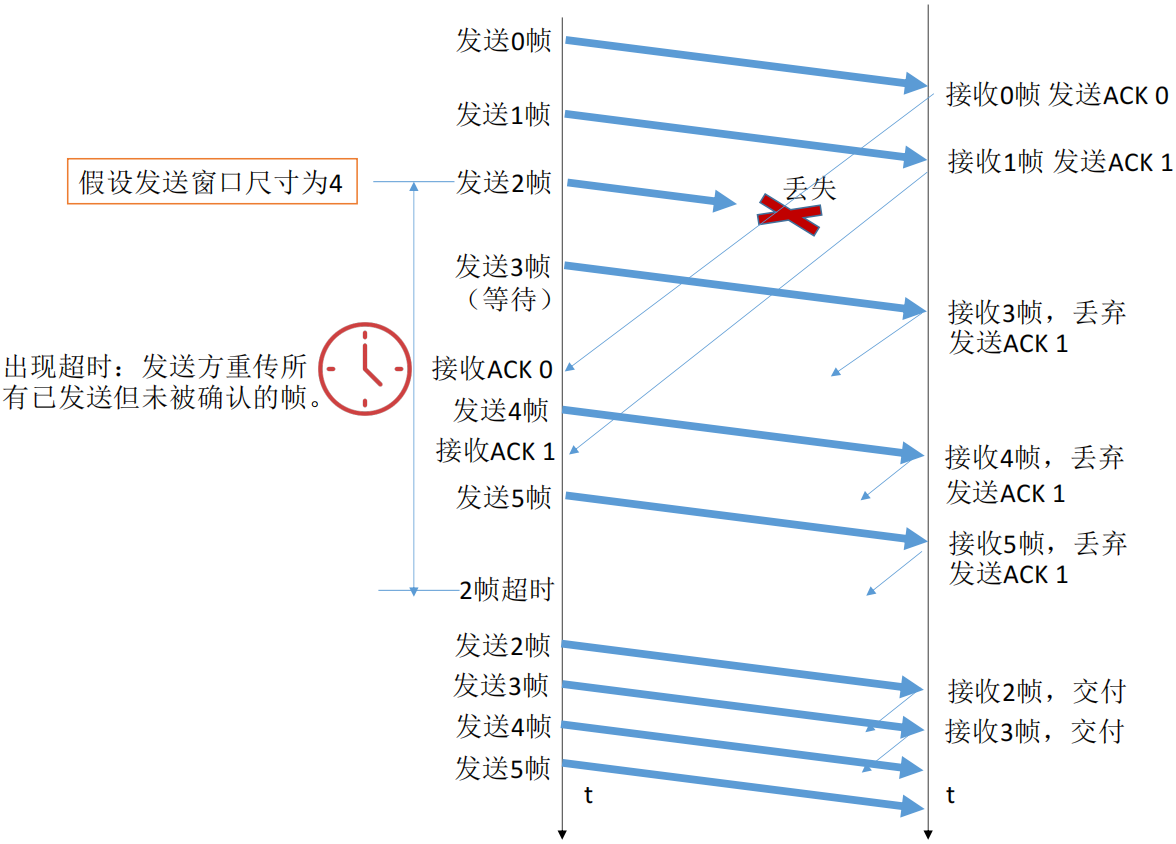 发送0帧
接收0帧 发送ACK 0
发送1帧
接收1帧 发送ACK 1
假设发送窗口尺寸为4
发送2帧
丢失
发送3帧
（等待）
接收3帧，丢弃
发送ACK 1
出现超时：发送方重传所
有已发送但未被确认的帧。
接收ACK 0
发送4帧
接收ACK 1
接收4帧，丢弃
发送ACK 1
发送5帧
接收5帧，丢弃
发送ACK 1
2帧超时
发送2帧
接收2帧，交付
发送3帧
接收3帧，交付
发送4帧
发送5帧
t
t